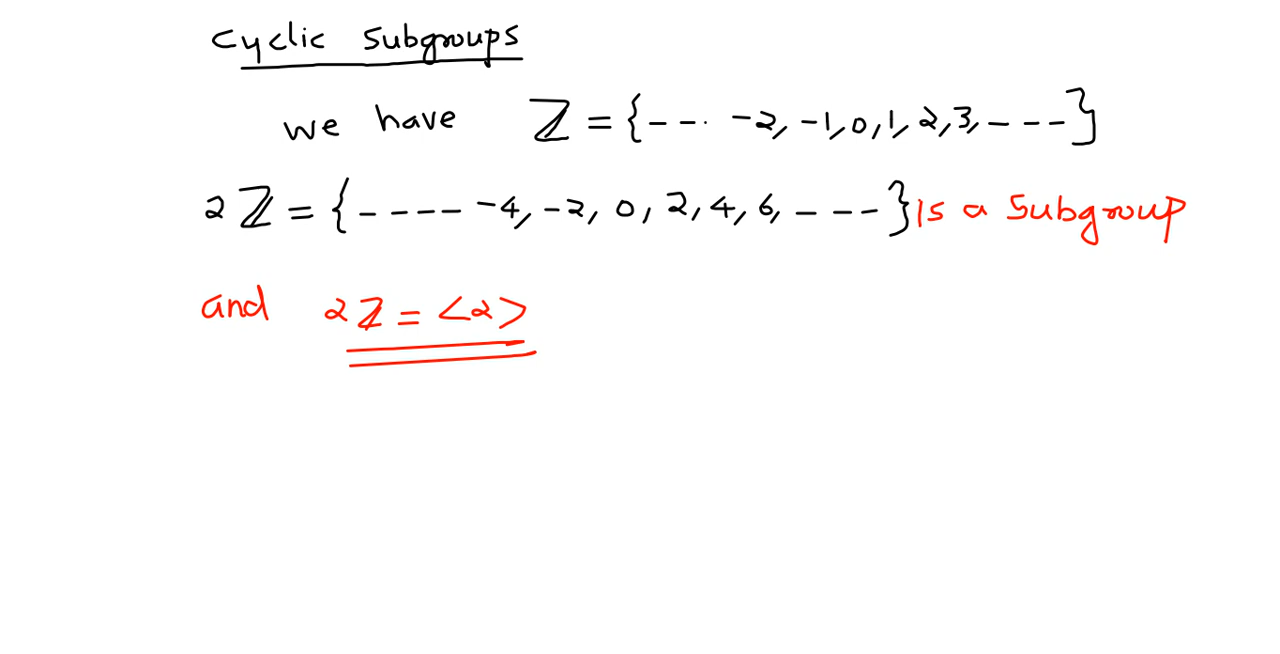 Cyclic Subgroups
we have ℤ = {--- -2, -1, 0, 1, 2, 3, ----}
2ℤ = {----- -4, -2, 0, 2, 4, 6, ----} is a Subgroup
and 2ℤ = <2>